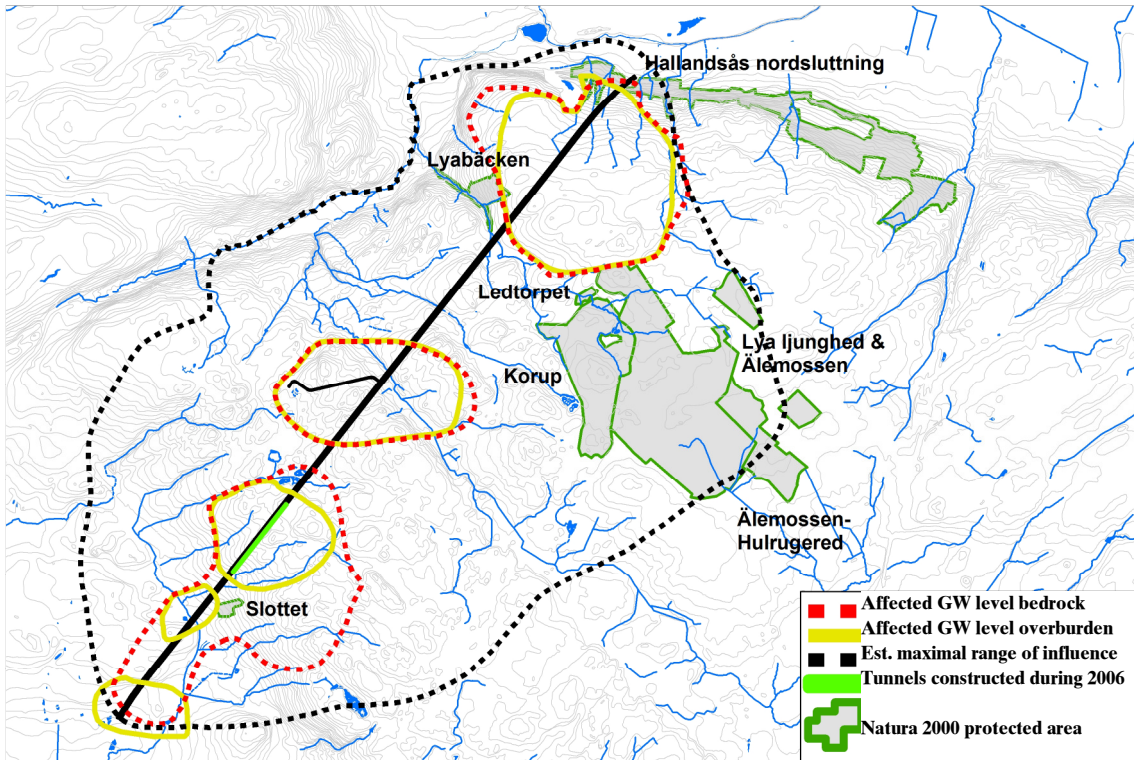 Hallandsås nordsluttning
Lyabäcken
Ledtorpet
Lya ljunghed &
Älemossen
Korup
Älemossen-
Hulrugered
Slottet
Affected GW level bedrock
Affected GW level overburden
Est. maximal range of influence
Tunnels constructed during 2006
Natura 2000 protected area